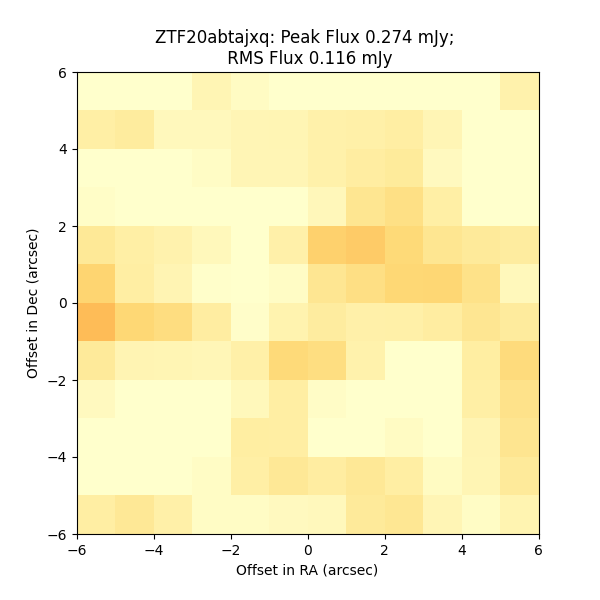 ZTF20abtajxq: Peak Flux 0.274 mJy;
RMS Flux 0.116 mJy
6
4
2
0
−2
−4
−6
Offset in Dec (arcsec)
−6 −4 −2 0 2 4 6
Offset in RA (arcsec)